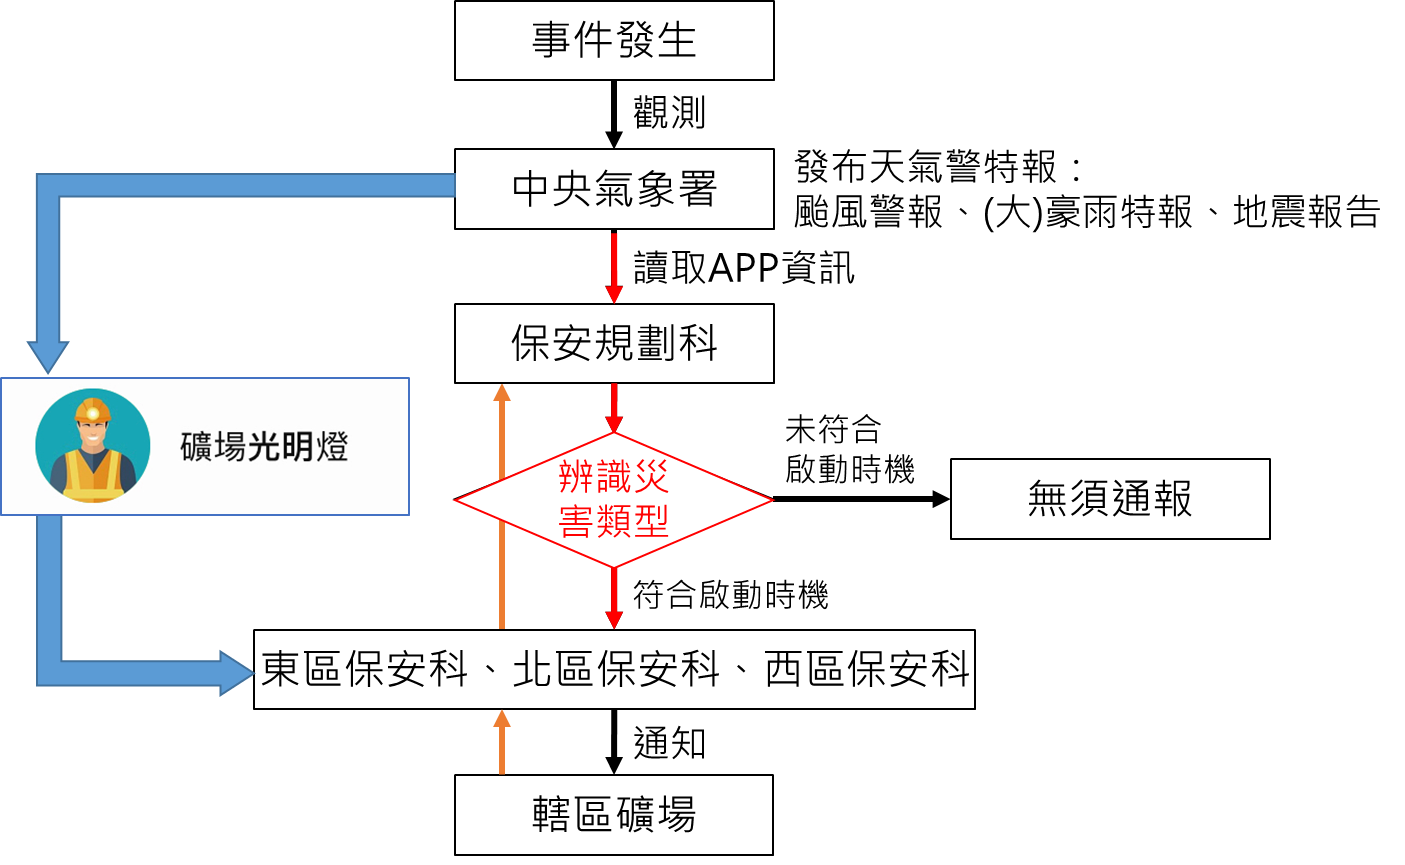 事件發生
觀測
中央氣象署
發布天氣警特報：
颱風警報、(大)豪雨特報、地震報告
讀取APP資訊
保安規劃科
礦場光明燈
辨識災
害類型
未符合
啟動時機
無須通報
符合啟動時機
東區保安科、北區保安科、西區保安科
通知
轄區礦場